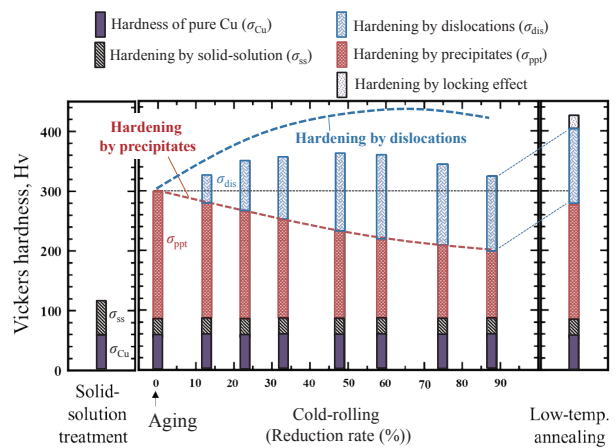 Hardness of pure Cu (σCu)
Hardening by solid-solution (σss)
Hardening by dislocations (σdis)
Hardening by precipitates (σppt)
Hardening by locking effect
Vickers hardness, Hv
400
300
200
100
0
Hardening
by precipitates
Hardening by dislocations
σdis
σppt
σss
σCu
0 10 20 30 40 50 60 70 80 90
Solid-
solution
treatment
Aging
Cold-rolling
(Reduction rate (%))
Low-temp.
annealing